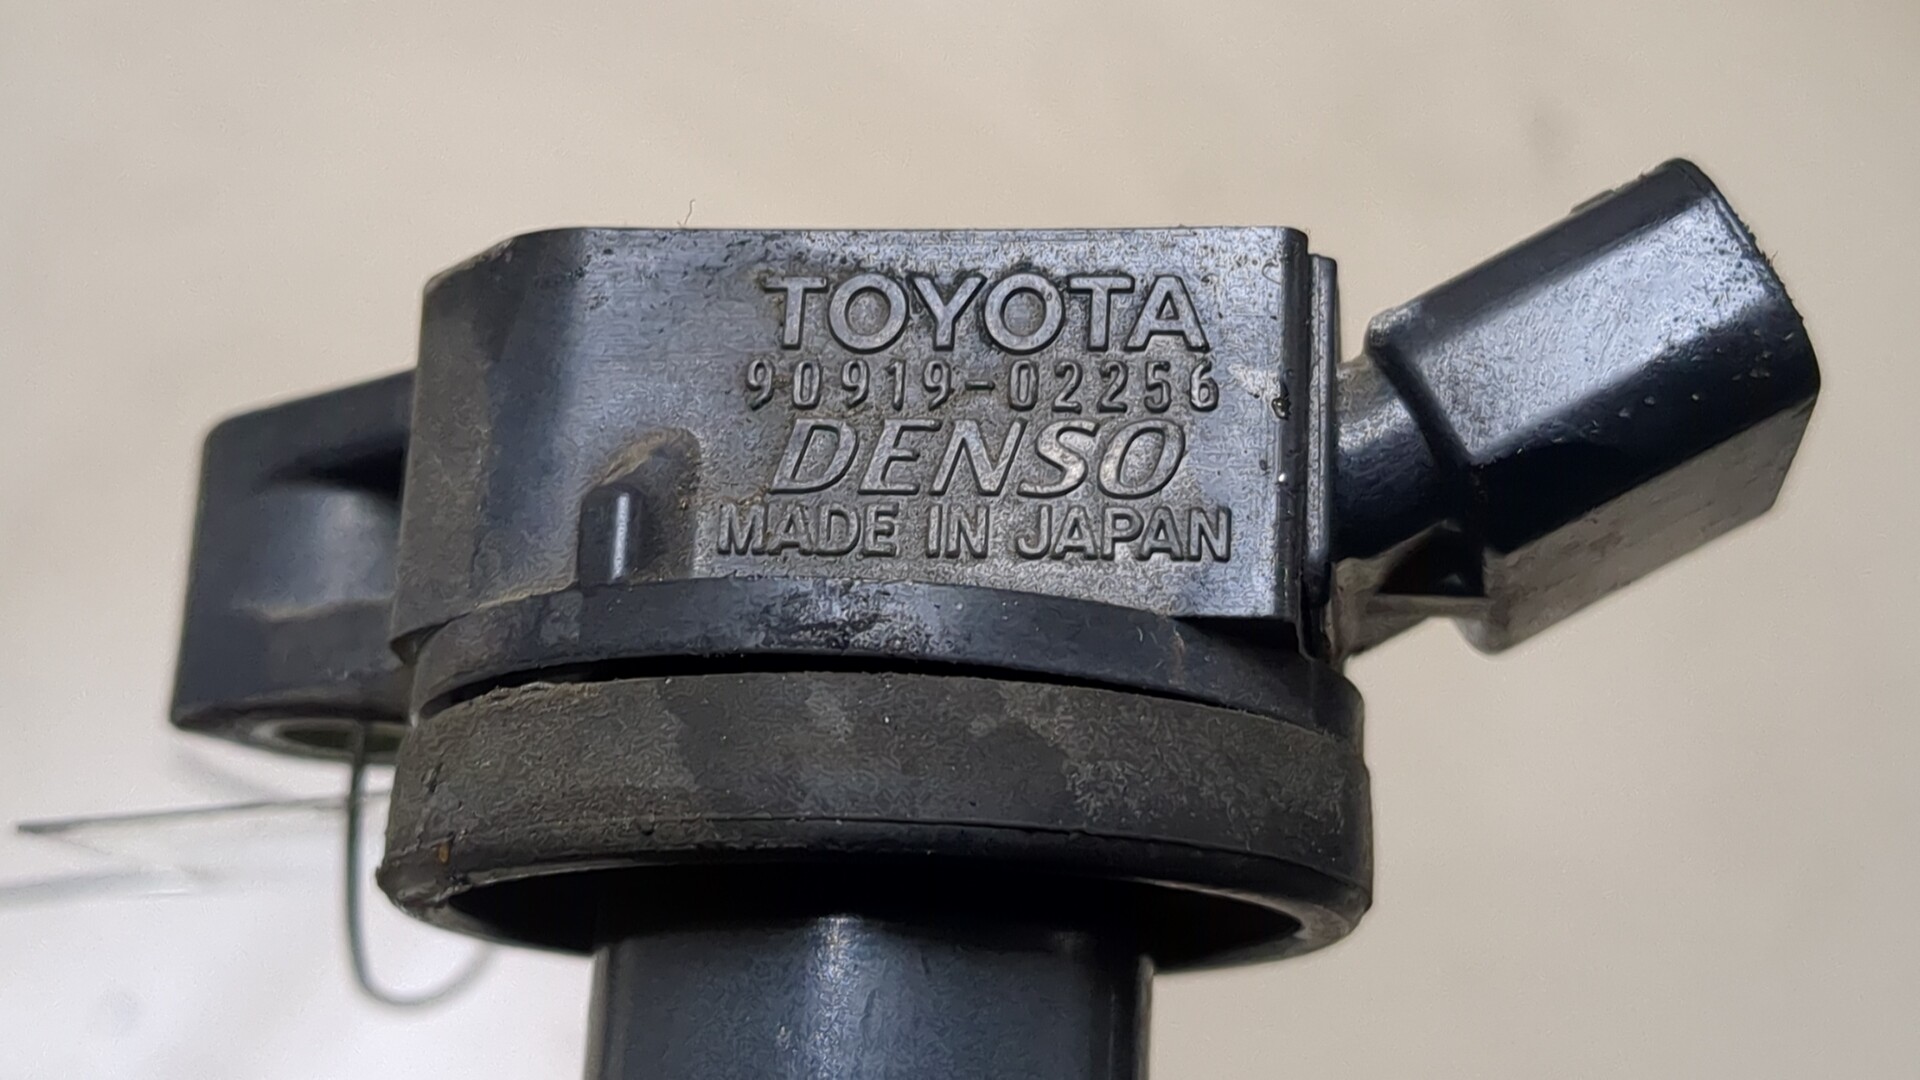 TOYOTA
90919-02256
DENSO
MADE IN JAPAN